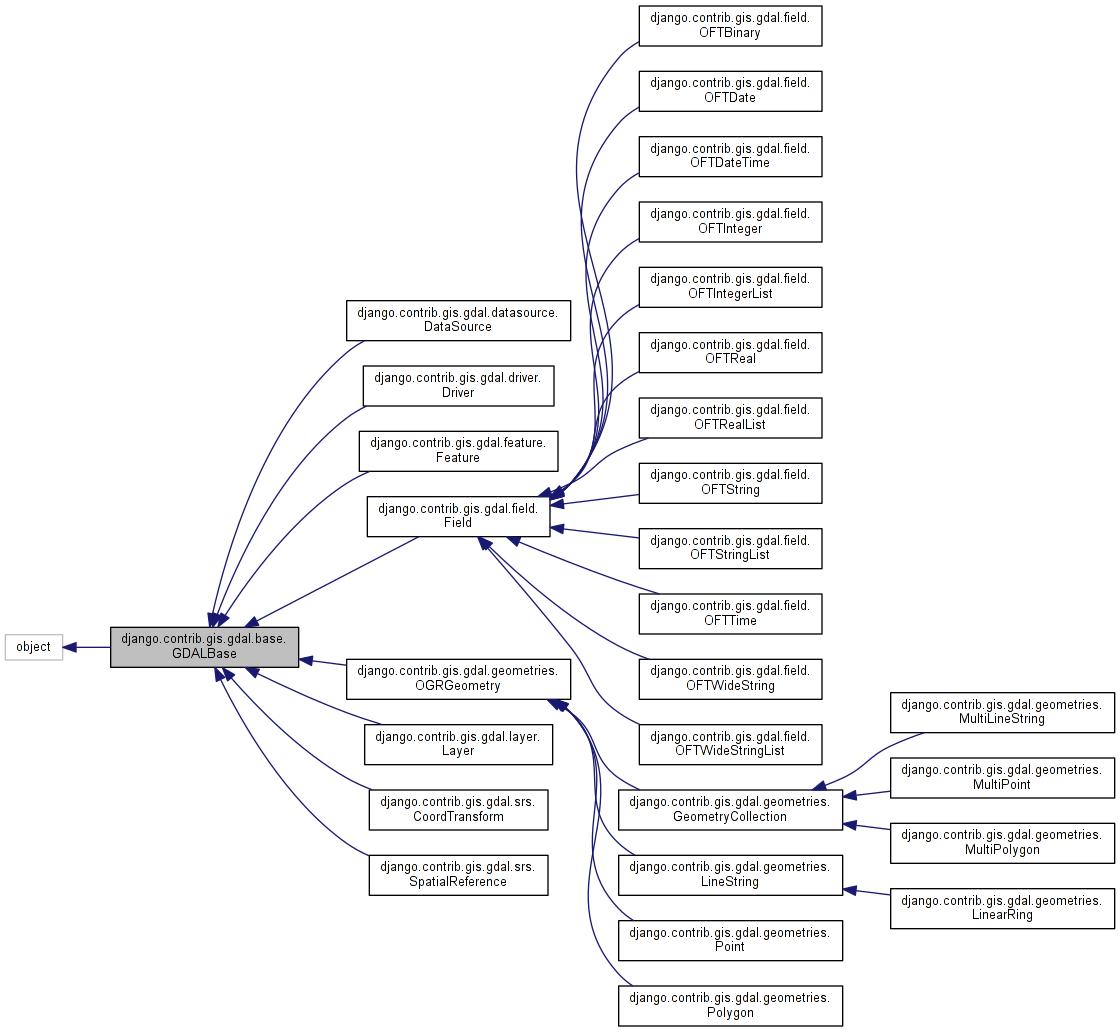 object
django.contrib.gis.gdal.base.
GDALBase
django.contrib.gis.gdal.datasource.
DataSource
django.contrib.gis.gdal.driver.
Driver
django.contrib.gis.gdal.feature.
Feature
django.contrib.gis.gdal.field.
Field
django.contrib.gis.gdal.geometries.
OGRGeometry
django.contrib.gis.gdal.layer.
Layer
django.contrib.gis.gdal.srs.
CoordTransform
django.contrib.gis.gdal.srs.
SpatialReference
django.contrib.gis.gdal.field.
OFTBinary
django.contrib.gis.gdal.field.
OFTDate
django.contrib.gis.gdal.field.
OFTDateTime
django.contrib.gis.gdal.field.
OFTInteger
django.contrib.gis.gdal.field.
OFTIntegerList
django.contrib.gis.gdal.field.
OFTReal
django.contrib.gis.gdal.field.
OFTRealList
django.contrib.gis.gdal.field.
OFTString
django.contrib.gis.gdal.field.
OFTStringList
django.contrib.gis.gdal.field.
OFTTime
django.contrib.gis.gdal.field.
OFTWideString
django.contrib.gis.gdal.field.
OFTWideStringList
django.contrib.gis.gdal.geometries.
GeometryCollection
django.contrib.gis.gdal.geometries.
LineString
django.contrib.gis.gdal.geometries.
Point
django.contrib.gis.gdal.geometries.
Polygon
django.contrib.gis.gdal.geometries.
MultiLineString
django.contrib.gis.gdal.geometries.
MultiPoint
django.contrib.gis.gdal.geometries.
MultiPolygon
django.contrib.gis.gdal.geometries.
LinearRing